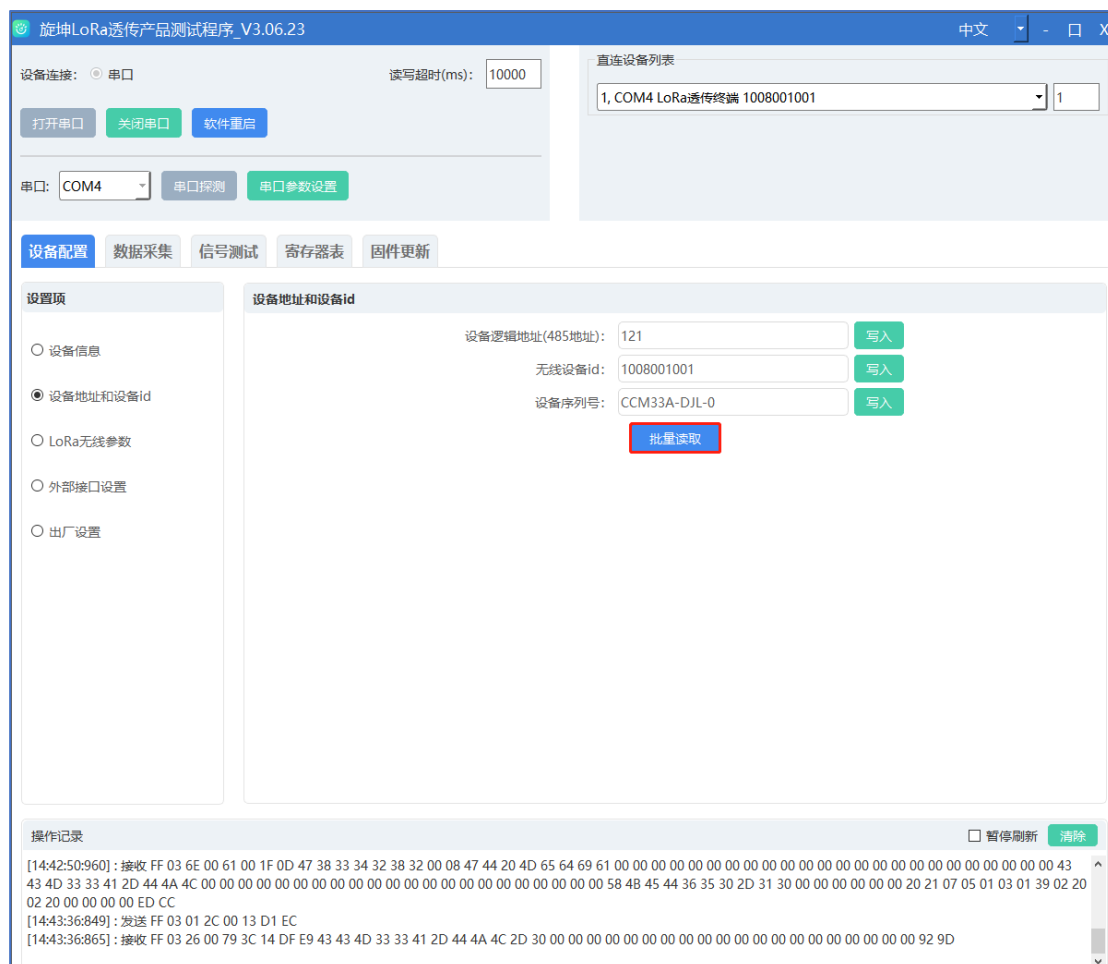 旋坤LoRa透传产品测试程序_V3.06.23 中文 - 口 X
设备连接: 串口 读写超时(ms): 10000
打开串口 关闭串口 软件重启
串口: COM4 串口探测 串口参数设置
直连设备列表
1, COM4 LoRa透传终端 1008001001 1
设备配置 数据采集 信号测试 寄存器表 固件更新
设置项
设备信息
设备地址和设备id
LoRa无线参数
外部接口设置
出厂设置
设备地址和设备id
设备逻辑地址(485地址): 121 写入
无线设备id: 1008001001 写入
设备序列号: CCM33A-DJL-0 写入
批量读取
操作记录 暂停刷新 清除
[14:42:50:960] : 接收 FF 03 6E 00 61 00 1F 0D 47 38 33 34 32 38 32 00 08 47 44 20 4D 65 64 69 61 00 00 00 00 00 00 00 00 00 00 00 00 00 00 00 00 00 00 00 00 00 00 00 00 43
43 4D 33 33 41 2D 44 4A 4C 00 00 00 00 00 00 00 00 00 00 00 00 00 00 00 00 00 00 00 00 00 00 58 4B 45 44 36 35 30 2D 31 30 00 00 00 00 00 00 20 21 07 05 01 03 01 39 02 20
02 20 00 00 00 00 ED CC
[14:43:36:849] : 发送 FF 03 01 2C 00 13 D1 EC
[14:43:36:865] : 接收 FF 03 26 00 79 3C 14 DF E9 43 43 4D 33 33 41 2D 44 4A 4C 2D 30 00 00 00 00 00 00 00 00 00 00 00 00 00 00 00 00 00 00 00 00 92 9D